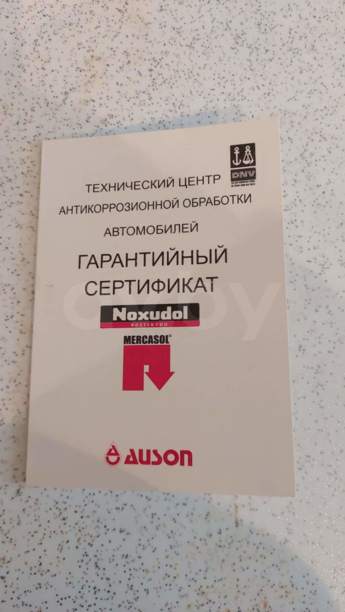 DNV
ТЕХНИЧЕСКИЙ ЦЕНТР
АНТИКОРРОЗИОННОЙ ОБРАБОТКИ
АВТОМОБИЛЕЙ
ГАРАНТИЙНЫЙ
СЕРТИФИКАТ
Noxudol
MERCASOL®
AUSON